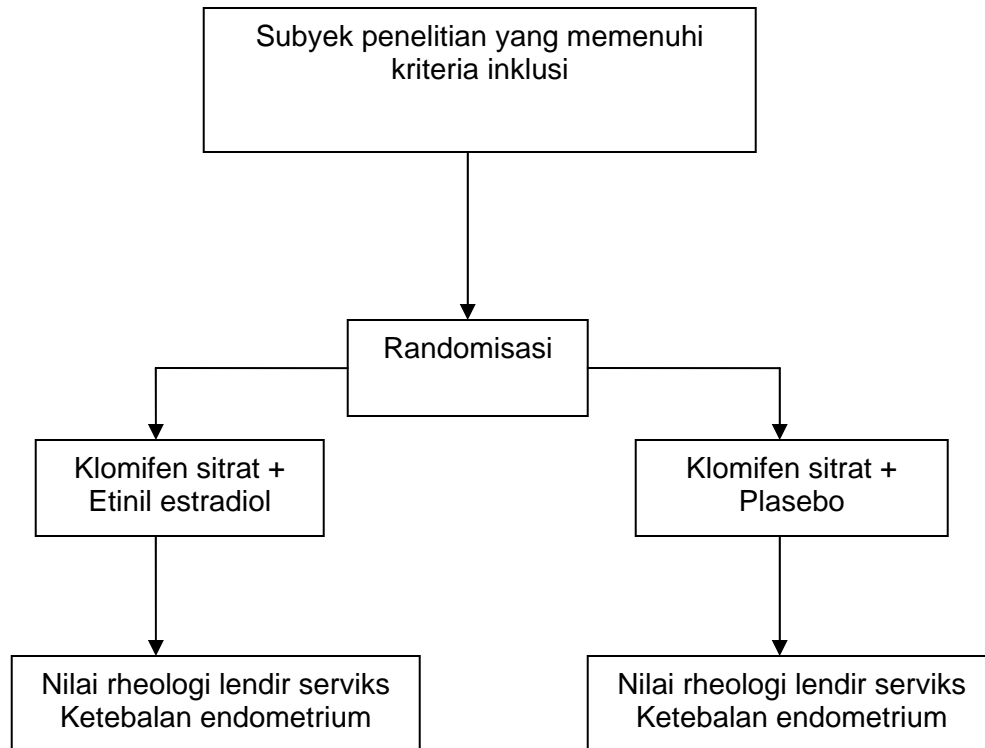 Subyek penelitian yang memenuhi
kriteria inklusi
Randomisasi
Klomifen sitrat +
Etinil estradiol
Klomifen sitrat +
Plasebo
Nilai rheologi lendir serviks
Ketebalan endometrium
Nilai rheologi lendir serviks
Ketebalan endometrium